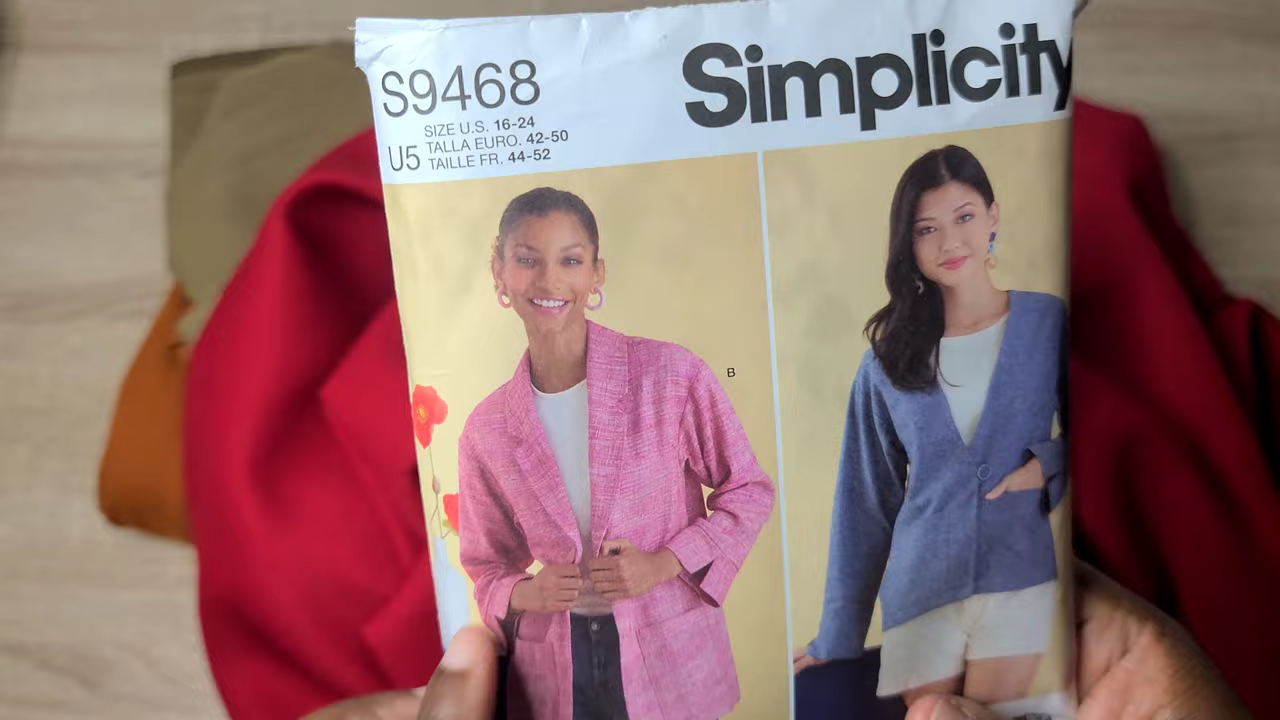 S9468
Simplicity
SIZE U.S. 16-24
U5 TALLA EURO. 42-50
TAILLE FR. 44-52
B